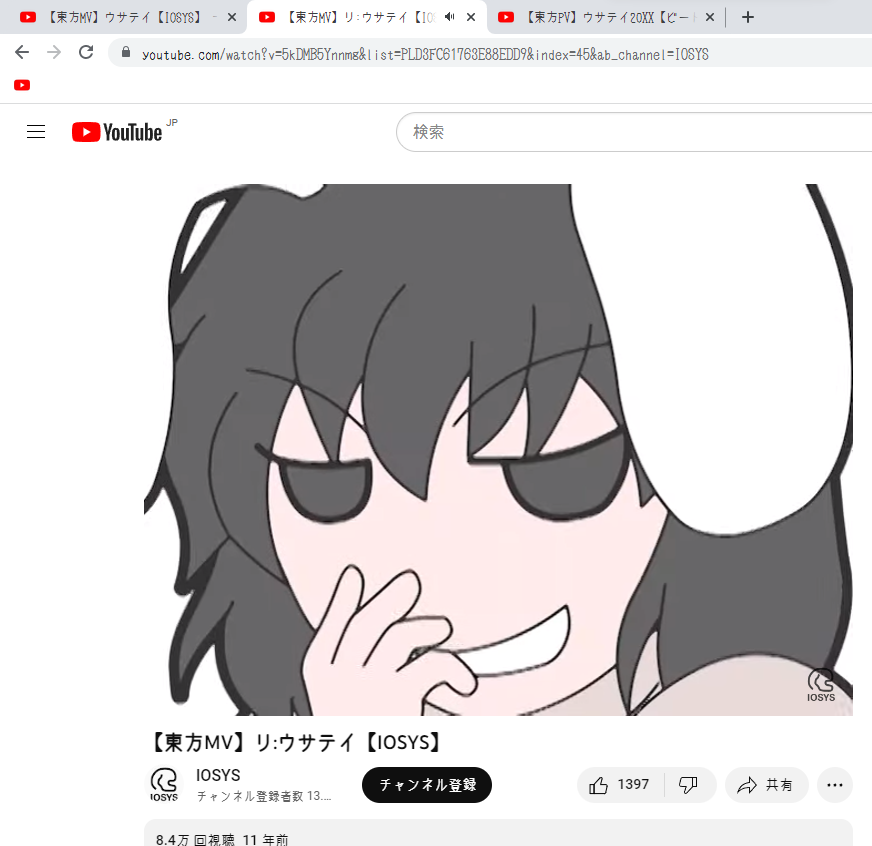 【東方MV】ウサテイ【IOSYS】 -
【東方MV】リ:ウサテイ【IO
【東方PV】ウサテイ20XX【ビート
youtube.com/watch?v=5kDMB5Ynnmg&list=PLD3FC61763E88EDD9&index=45&ab_channel=IOSYS
YouTube JP
検索
IOSYS
【東方MV】リ:ウサテイ【IOSYS】
IOSYS
IOSYS
チャンネル登録者数 13....
チャンネル登録
1397
共有
8.4万 回視聴 11 年前